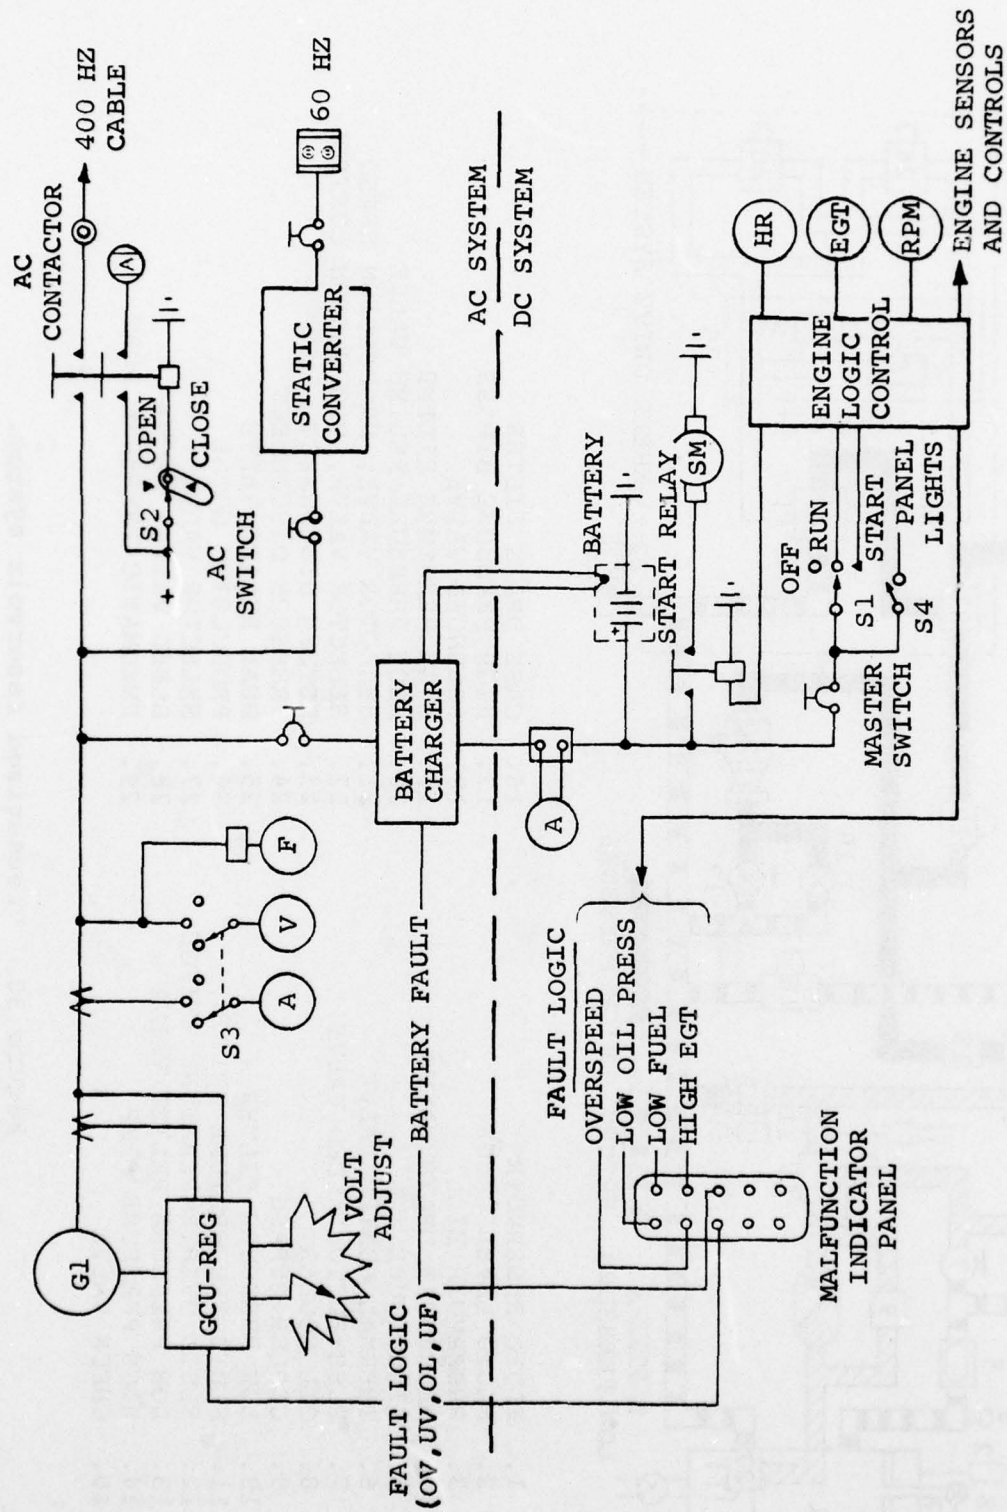 G1
GCU-REG
VOLT
ADJUST
FAULT LOGIC
(OV,UV,OL,UF)
BATTERY FAULT
S3
A
V
F
BATTERY
CHARGER
+
S2
OPEN
CLOSE
AC
SWITCH
AC
CONTACTOR
400 HZ
CABLE
STATIC
CONVERTER
60 HZ
AC SYSTEM
DC SYSTEM
FAULT LOGIC
OVERSPEED
LOW OIL PRESS
LOW FUEL
HIGH EGT
MALFUNCTION
INDICATOR
PANEL
A
+
BATTERY
START RELAY
SM
MASTER
SWITCH
OFF
RUN
S1
START
S4
PANEL
LIGHTS
ENGINE
LOGIC
CONTROL
HR
EGT
RPM
ENGINE SENSORS
AND CONTROLS